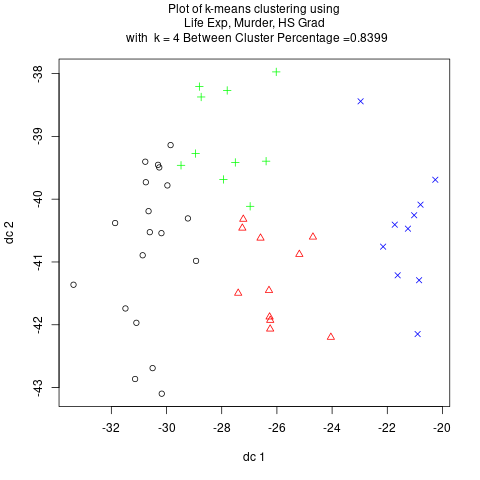 Plot of k-means clustering using
Life Exp, Murder, HS Grad
with k = 4 Between Cluster Percentage =0.8399
-38
-39
-40
-41
-42
-43
dc 2
-32
-30
-28
-26
-24
-22
-20
dc 1